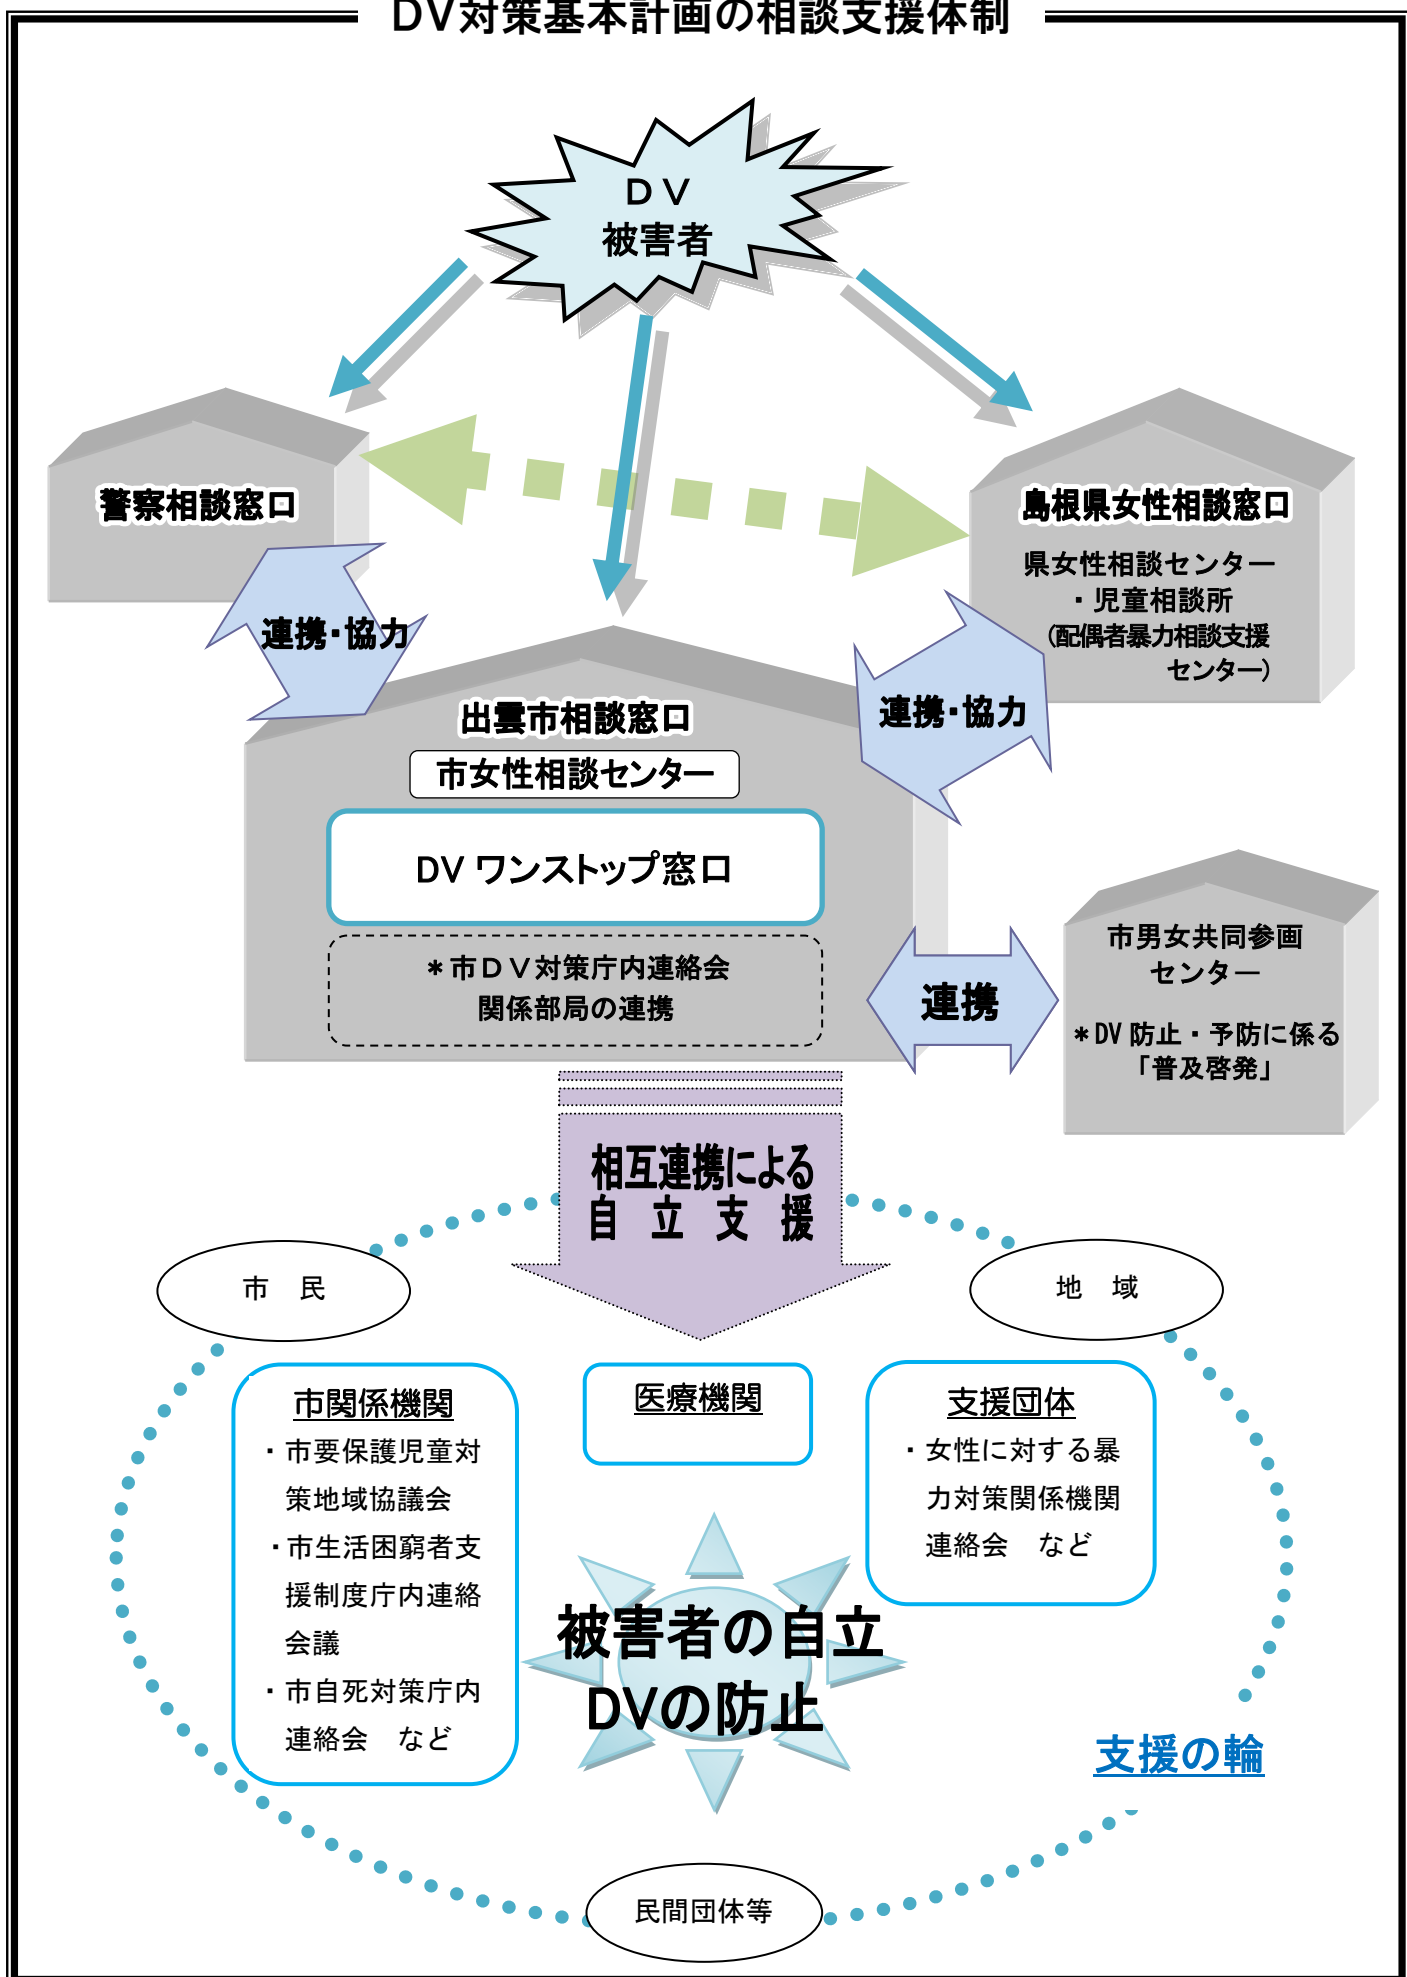 DV対策基本計画の相談支援体制
ＤＶ
被害者
警察相談窓口
島根県女性相談窓口
県女性相談センター
・児童相談所
（配偶者暴力相談支援
センター）
連携・協力
連携・協力
出雲市相談窓口
市女性相談センター
DV ワンストップ窓口
＊市ＤＶ対策庁内連絡会
関係部局の連携
連携
市男女共同参画
センター
＊DV 防止・予防に係る
「普及啓発」
相互連携による
自　立　支　援
市　民
地　域
市関係機関
・市要保護児童対
策地域協議会
・市生活困窮者支
援制度庁内連絡
会議
・市自死対策庁内
連絡会　など
医療機関
支援団体
・女性に対する暴
力対策関係機関
連絡会　など
被害者の自立
DVの防止
支援の輪
民間団体等